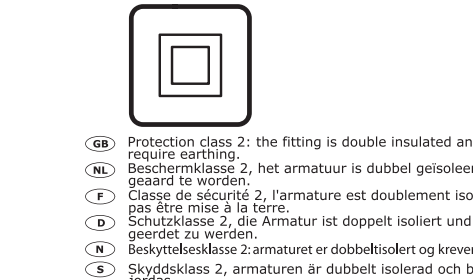 GB Protection class 2: the fitting is double insulated an
require earthing.
NL Beschermklasse 2, het armatuur is dubbel geïsoleer
geaard te worden.
F Classe de sécurité 2, l'armature est doublement iso
pas être mise à la terre.
D Schutzklasse 2, die Armatur ist doppelt isoliert und
geerdet zu werden.
N Beskyttelsesklasse 2: armaturet er dobbeltisolert og krever
S Skyddsklass 2, armaturen är dubbelt isolerad och b
jordas